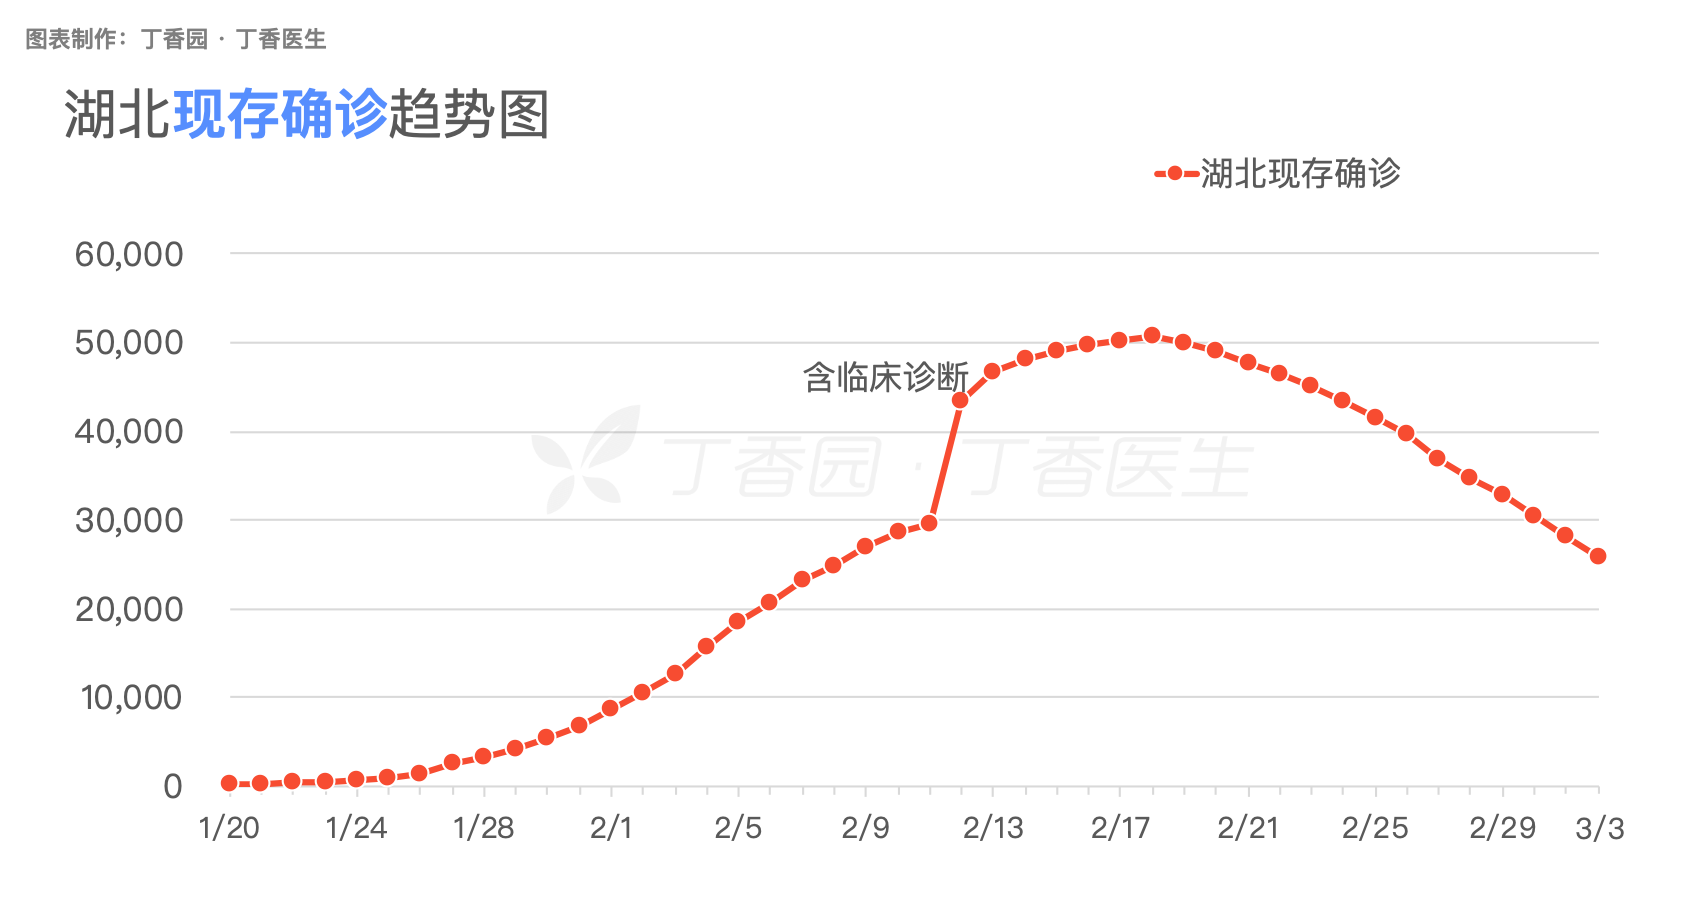 图表制作：丁香园 · 丁香医生
湖北现存确诊趋势图
湖北现存确诊
60,000
50,000
含临床诊断
40,000
丁香园 · 丁香医生
30,000
20,000
10,000
0
1/20 1/24 1/28 2/1 2/5 2/9 2/13 2/17 2/21 2/25 2/29 3/3